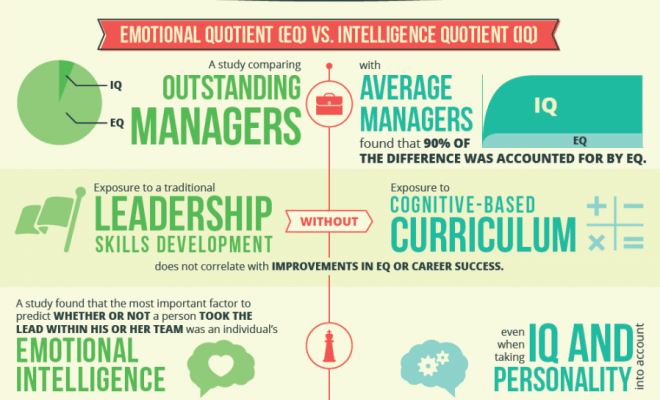 EMOTIONAL QUOTIENT (EQ) VS. INTELLIGENCE QUOTIENT (IQ)
A study comparing
OUTSTANDING
MANAGERS
IQ
EQ
with
AVERAGE
MANAGERS
found that 90% OF
THE DIFFERENCE WAS ACCOUNTED FOR BY EQ.
IQ
EQ
Exposure to a traditional
LEADERSHIP
SKILLS DEVELOPMENT
WITHOUT
Exposure to
COGNITIVE-BASED
CURRICULUM
does not correlate with IMPROVEMENTS IN EQ OR CAREER SUCCESS.
A study found that the most important factor to
predict WHETHER OR NOT a person TOOK THE
LEAD WITHIN HIS OR HER TEAM was an individual's
EMOTIONAL
INTELLIGENCE
even
when
taking
IQ AND
PERSONALITY
into account